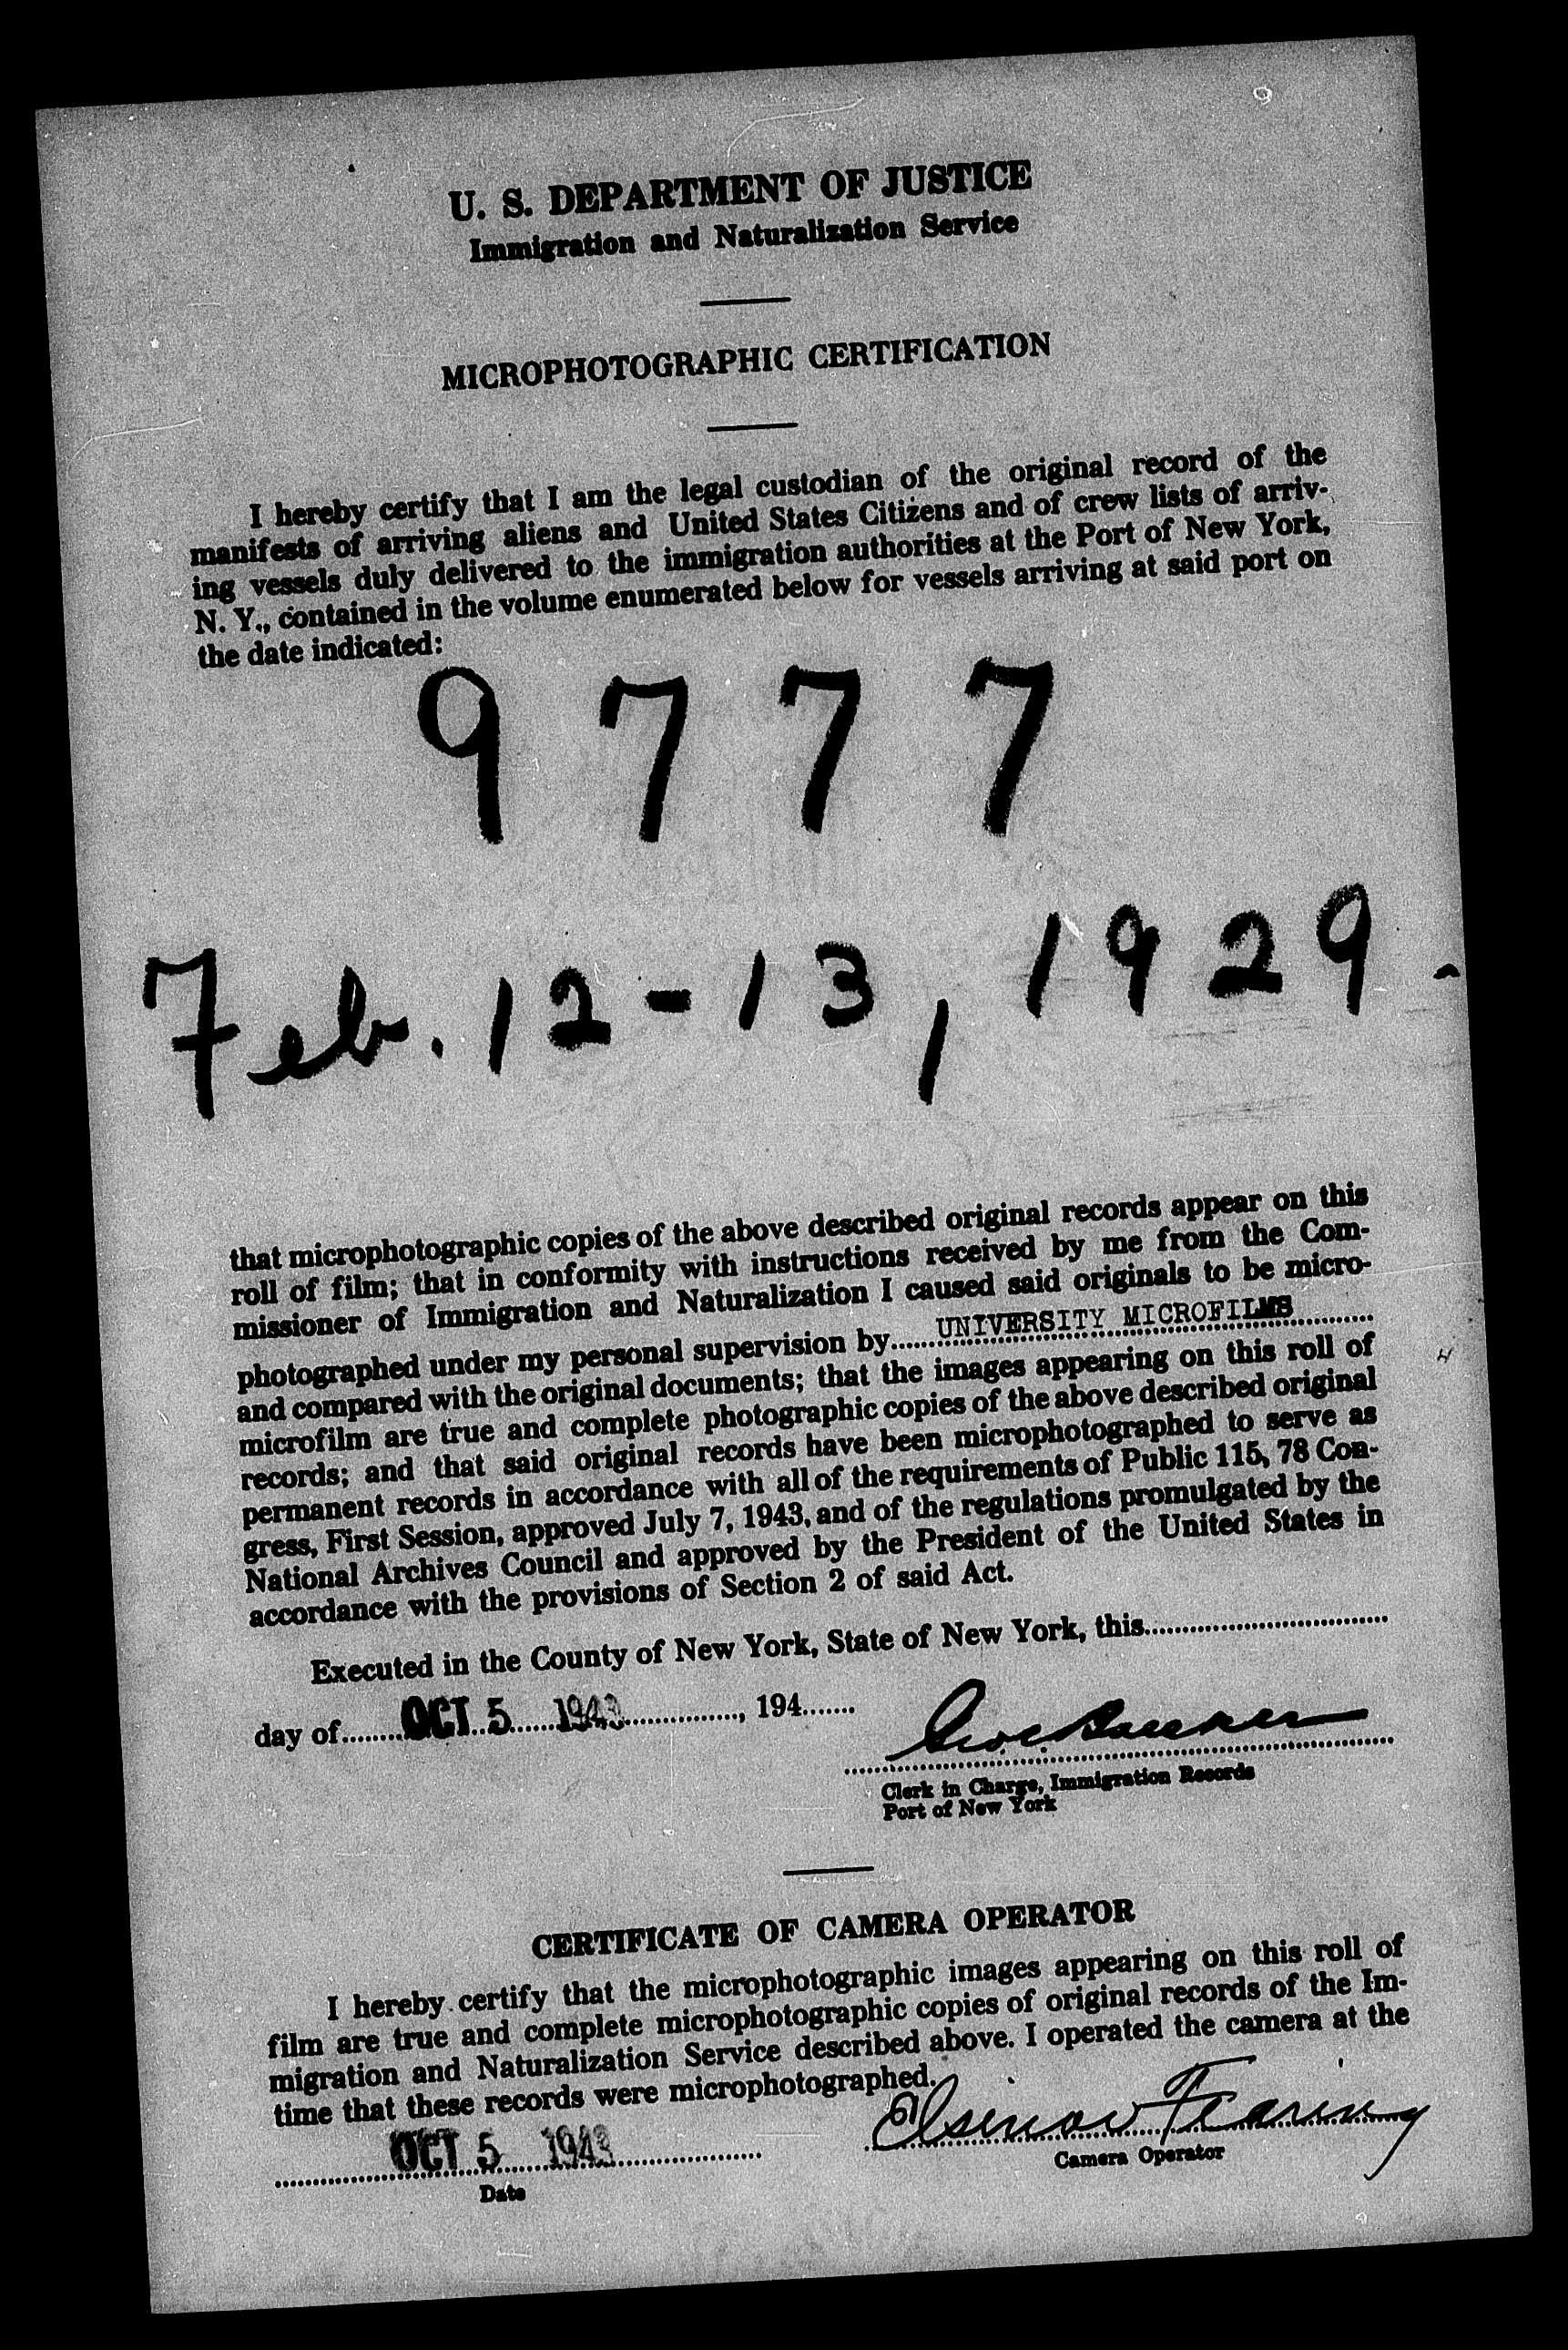 U. S. DEPARTMENT OF JUSTICE
Immigration and Naturalization Service
MICROPHOTOGRAPHIC CERTIFICATION
I hereby certify that I am the legal custodian of the original record of the
manifests of arriving aliens and United States Citizens and of crew lists of arriv-
ing vessels duly delivered to the immigration authorities at the Port of New York,
N. Y., contained in the volume enumerated below for vessels arriving at said port on
the date indicated:
9777
Feb. 12-13, 1929.
that microphotographic copies of the above described original records appear on this
roll of film; that in conformity with instructions received by me from the Com-
missioner of Immigration and Naturalization I caused said originals to be micro-
photographed under my personal supervision by......UNIVERSITY MICROFILMS..........
and compared with the original documents; that the images appearing on this roll of
microfilm are true and complete photographic copies of the above described original
records; and that said original records have been microphotographed to serve as
permanent records in accordance with all of the requirements of Public 115, 78 Con-
gress, First Session, approved July 7, 1943, and of the regulations promulgated by the
National Archives Council and approved by the President of the United States in
accordance with the provisions of Section 2 of said Act.
Executed in the County of New York, State of New York, this................................
day of........OCT 5 1943..............., 194.......
Clerk in Charge, Immigration Records
Port of New York
CERTIFICATE OF CAMERA OPERATOR
I hereby certify that the microphotographic images appearing on this roll of
film are true and complete microphotographic copies of original records of the Im-
migration and Naturalization Service described above. I operated the camera at the
time that these records were microphotographed.
OCT 5 1943
Fearing
Camera Operator
Date